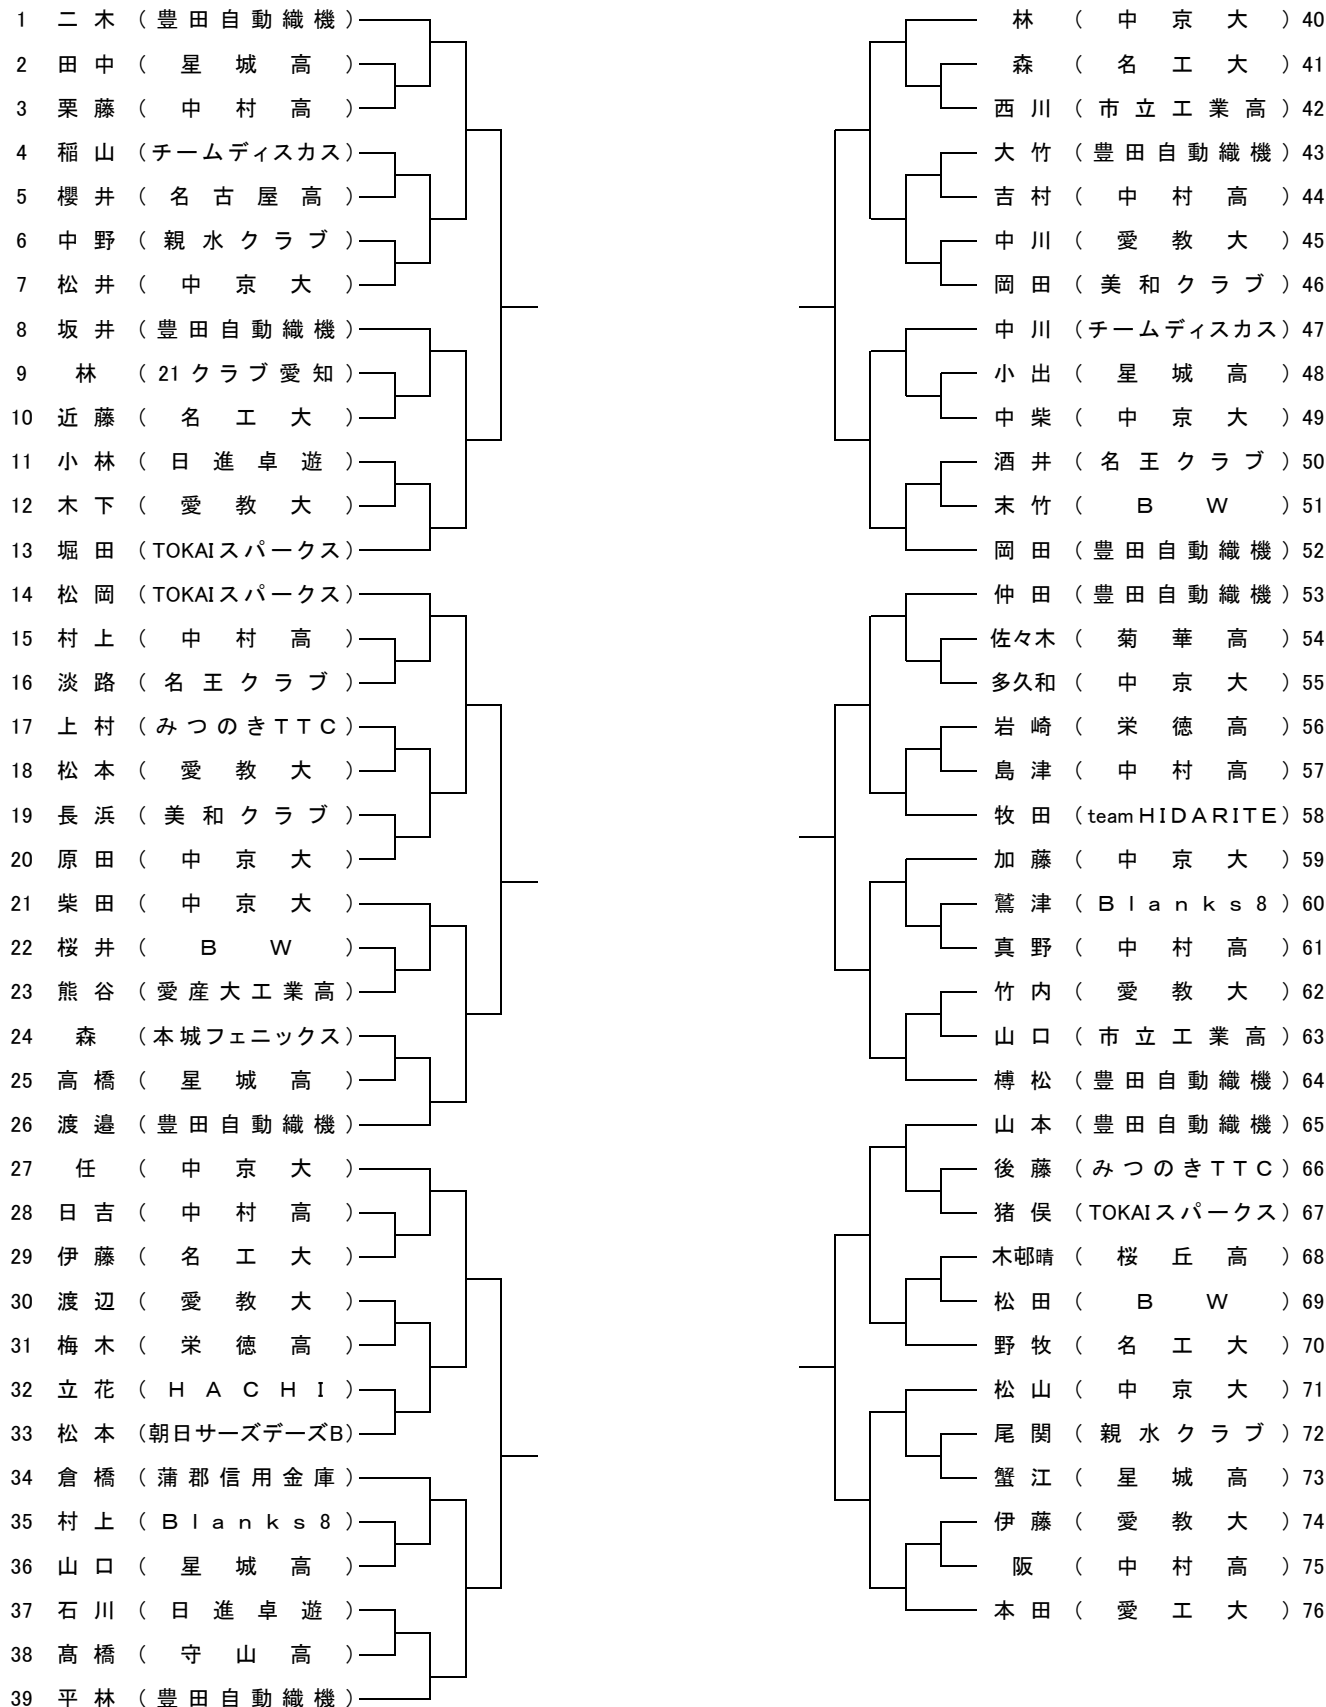 1 二木 (豊田自動織機)
2 田中 (星城高)
3 栗藤 (中村高)
4 稲山 (チームディスカス)
5 櫻井 (名古屋高)
6 中野 (親水クラブ)
7 松井 (中京大)
8 坂井 (豊田自動織機)
9 林 (21クラブ愛知)
10 近藤 (名工大)
11 小林 (日進卓遊)
12 木下 (愛教大)
13 堀田 (TOKAIスパークス)
14 松岡 (TOKAIスパークス)
15 村上 (中村高)
16 淡路 (名王クラブ)
17 上村 (みつのきTTC)
18 松本 (愛教大)
19 長浜 (美和クラブ)
20 原田 (中京大)
21 柴田 (中京大)
22 桜井 (BW)
23 熊谷 (愛産大工業高)
24 森 (本城フェニックス)
25 高橋 (星城高)
26 渡邉 (豊田自動織機)
27 任 (中京大)
28 日吉 (中村高)
29 伊藤 (名工大)
30 渡辺 (愛教大)
31 梅木 (栄徳高)
32 立花 (HACHI)
33 松本 (朝日サーズデーズB)
34 倉橋 (蒲郡信用金庫)
35 村上 (Blanks8)
36 山口 (星城高)
37 石川 (日進卓遊)
38 髙橋 (守山高)
39 平林 (豊田自動織機)
林 (中京大) 40
森 (名工大) 41
西川 (市立工業高) 42
大竹 (豊田自動織機) 43
吉村 (中村高) 44
中川 (愛教大) 45
岡田 (美和クラブ) 46
中川 (チームディスカス) 47
小出 (星城高) 48
中柴 (中京大) 49
酒井 (名王クラブ) 50
末竹 (BW) 51
岡田 (豊田自動織機) 52
仲田 (豊田自動織機) 53
佐々木 (菊華高) 54
多久和 (中京大) 55
岩崎 (栄徳高) 56
島津 (中村高) 57
牧田 (teamHIDARITE) 58
加藤 (中京大) 59
鷲津 (Blanks8) 60
真野 (中村高) 61
竹内 (愛教大) 62
山口 (市立工業高) 63
榑松 (豊田自動織機) 64
山本 (豊田自動織機) 65
後藤 (みつのきTTC) 66
猪俣 (TOKAIスパークス) 67
木邨晴 (桜丘高) 68
松田 (BW) 69
野牧 (名工大) 70
松山 (中京大) 71
尾関 (親水クラブ) 72
蟹江 (星城高) 73
伊藤 (愛教大) 74
阪 (中村高) 75
本田 (愛工大) 76